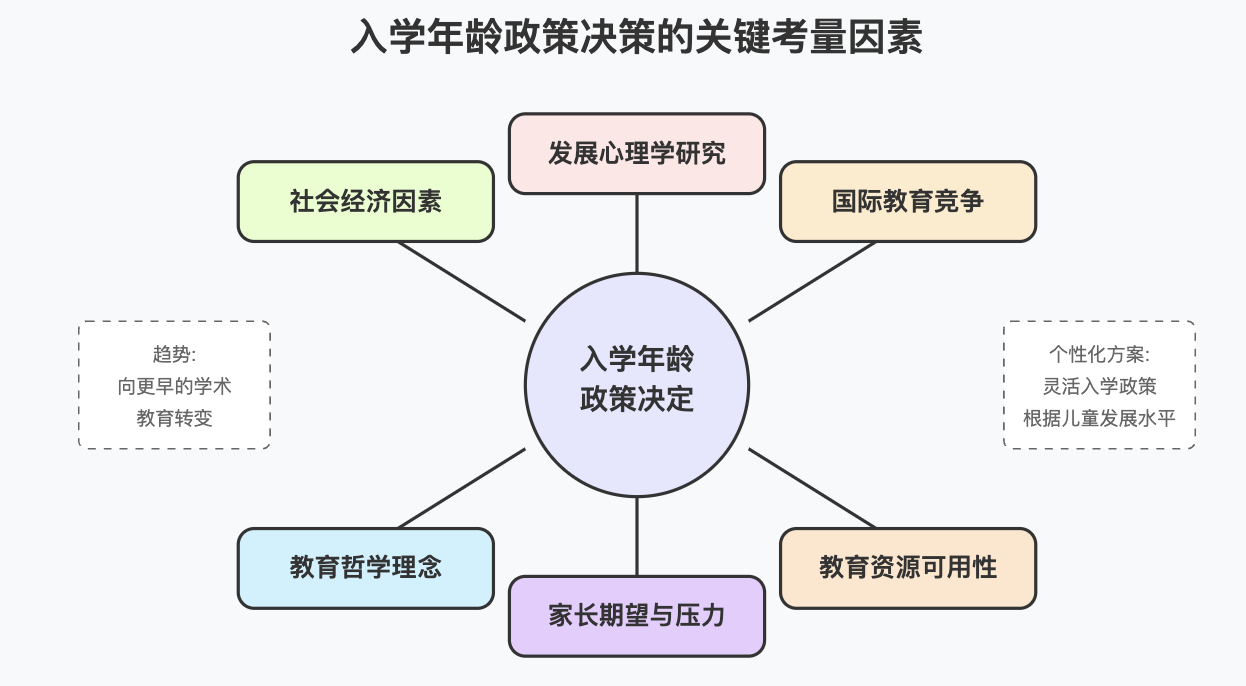 入学年龄政策决策的关键考量因素
发展心理学研究
社会经济因素
国际教育竞争
入学年龄
政策决定
趋势:
向更早的学术
教育转变
个性化方案:
灵活入学政策
根据儿童发展水平
教育哲学理念
教育资源可用性
家长期望与压力